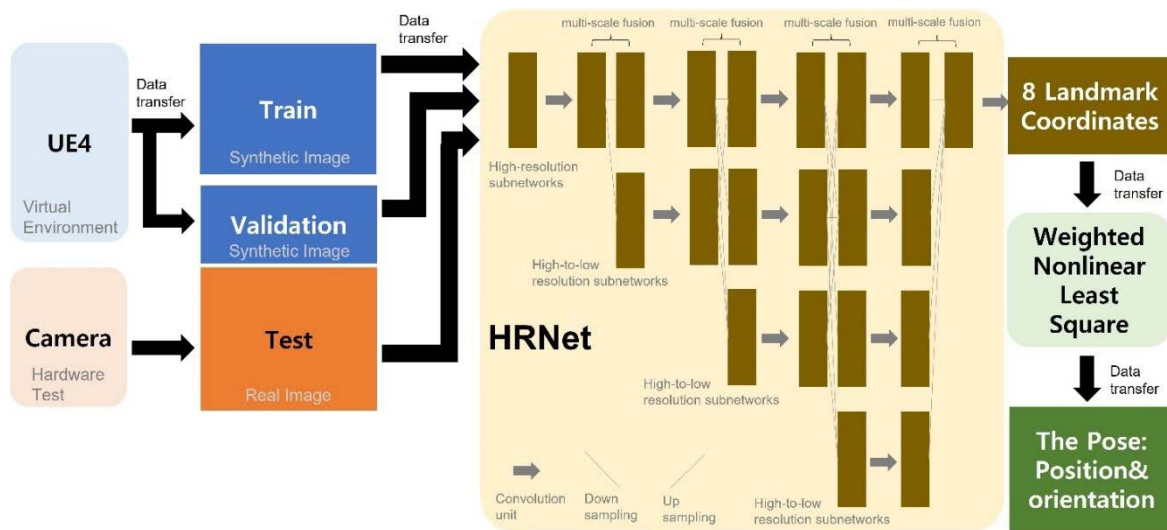 UE4
Virtual
Environment
Camera
Hardware
Test
Data
transfer
Train
Synthetic Image
Validation
Synthetic Image
Test
Real Image
Data
transfer
multi-scale fusion
multi-scale fusion
multi-scale fusion
multi-scale fusion
High-resolution
subnetworks
High-to-low
resolution subnetworks
HRNet
High-to-low
resolution subnetworks
High-to-low
resolution subnetworks
Convolution
unit
Down
sampling
Up
sampling
8 Landmark
Coordinates
Data
transfer
Weighted
Nonlinear
Least
Square
Data
transfer
The Pose:
Position&
orientation